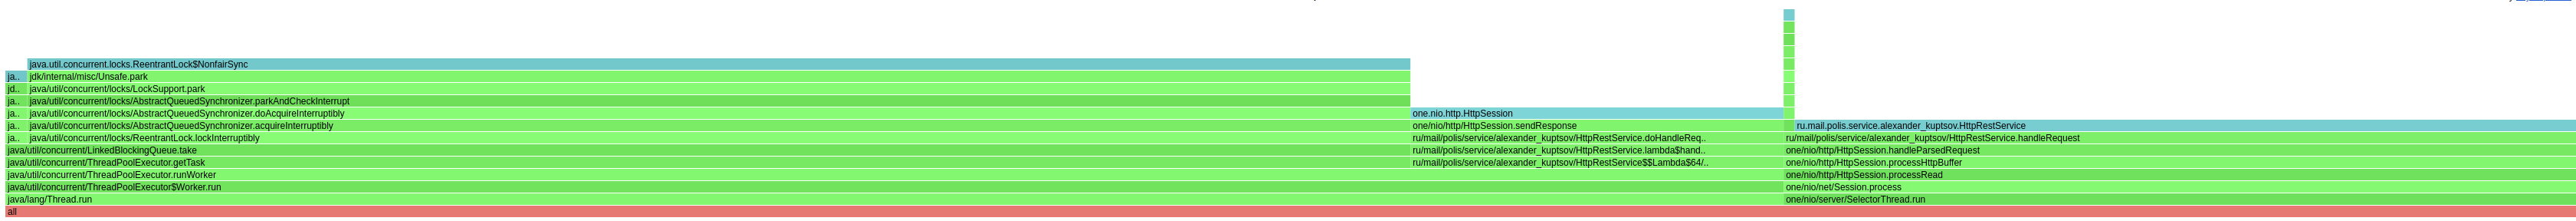 java.util.concurrent.locks.ReentrantLock$NonfairSync
ja.. jdk/internal/misc/Unsafe.park
jd.. java/util/concurrent/locks/LockSupport.park
ja.. java/util/concurrent/locks/AbstractQueuedSynchronizer.parkAndCheckInterrupt
ja.. java/util/concurrent/locks/AbstractQueuedSynchronizer.doAcquireInterruptibly one.nio.http.HttpSession
ja.. java/util/concurrent/locks/AbstractQueuedSynchronizer.acquireInterruptibly one/nio/http/HttpSession.sendResponse ru.mail.polis.service.alexander_kuptsov.HttpRestService
ja.. java/util/concurrent/locks/ReentrantLock.lockInterruptibly ru/mail/polis/service/alexander_kuptsov/HttpRestService.doHandleReq.. ru/mail/polis/service/alexander_kuptsov/HttpRestService.handleRequest
java/util/concurrent/LinkedBlockingQueue.take ru/mail/polis/service/alexander_kuptsov/HttpRestService.lambda$hand.. one/nio/http/HttpSession.handleParsedRequest
java/util/concurrent/ThreadPoolExecutor.getTask ru/mail/polis/service/alexander_kuptsov/HttpRestService$$Lambda$64/.. one/nio/http/HttpSession.processHttpBuffer
java/util/concurrent/ThreadPoolExecutor.runWorker one/nio/http/HttpSession.processRead
java/util/concurrent/ThreadPoolExecutor$Worker.run one/nio/net/Session.process
java/lang/Thread.run one/nio/server/SelectorThread.run
all